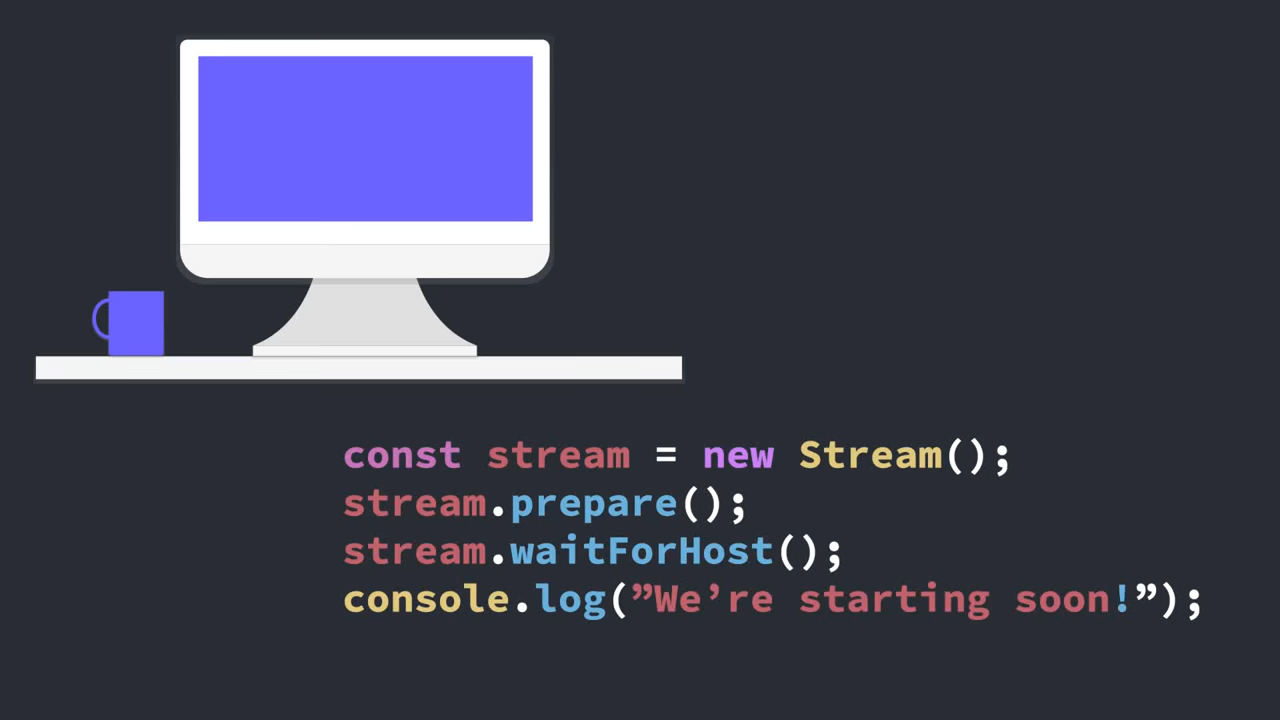 const stream = new Stream();
stream.prepare();
stream.waitForHost();
console.log(”We’re starting soon!”);